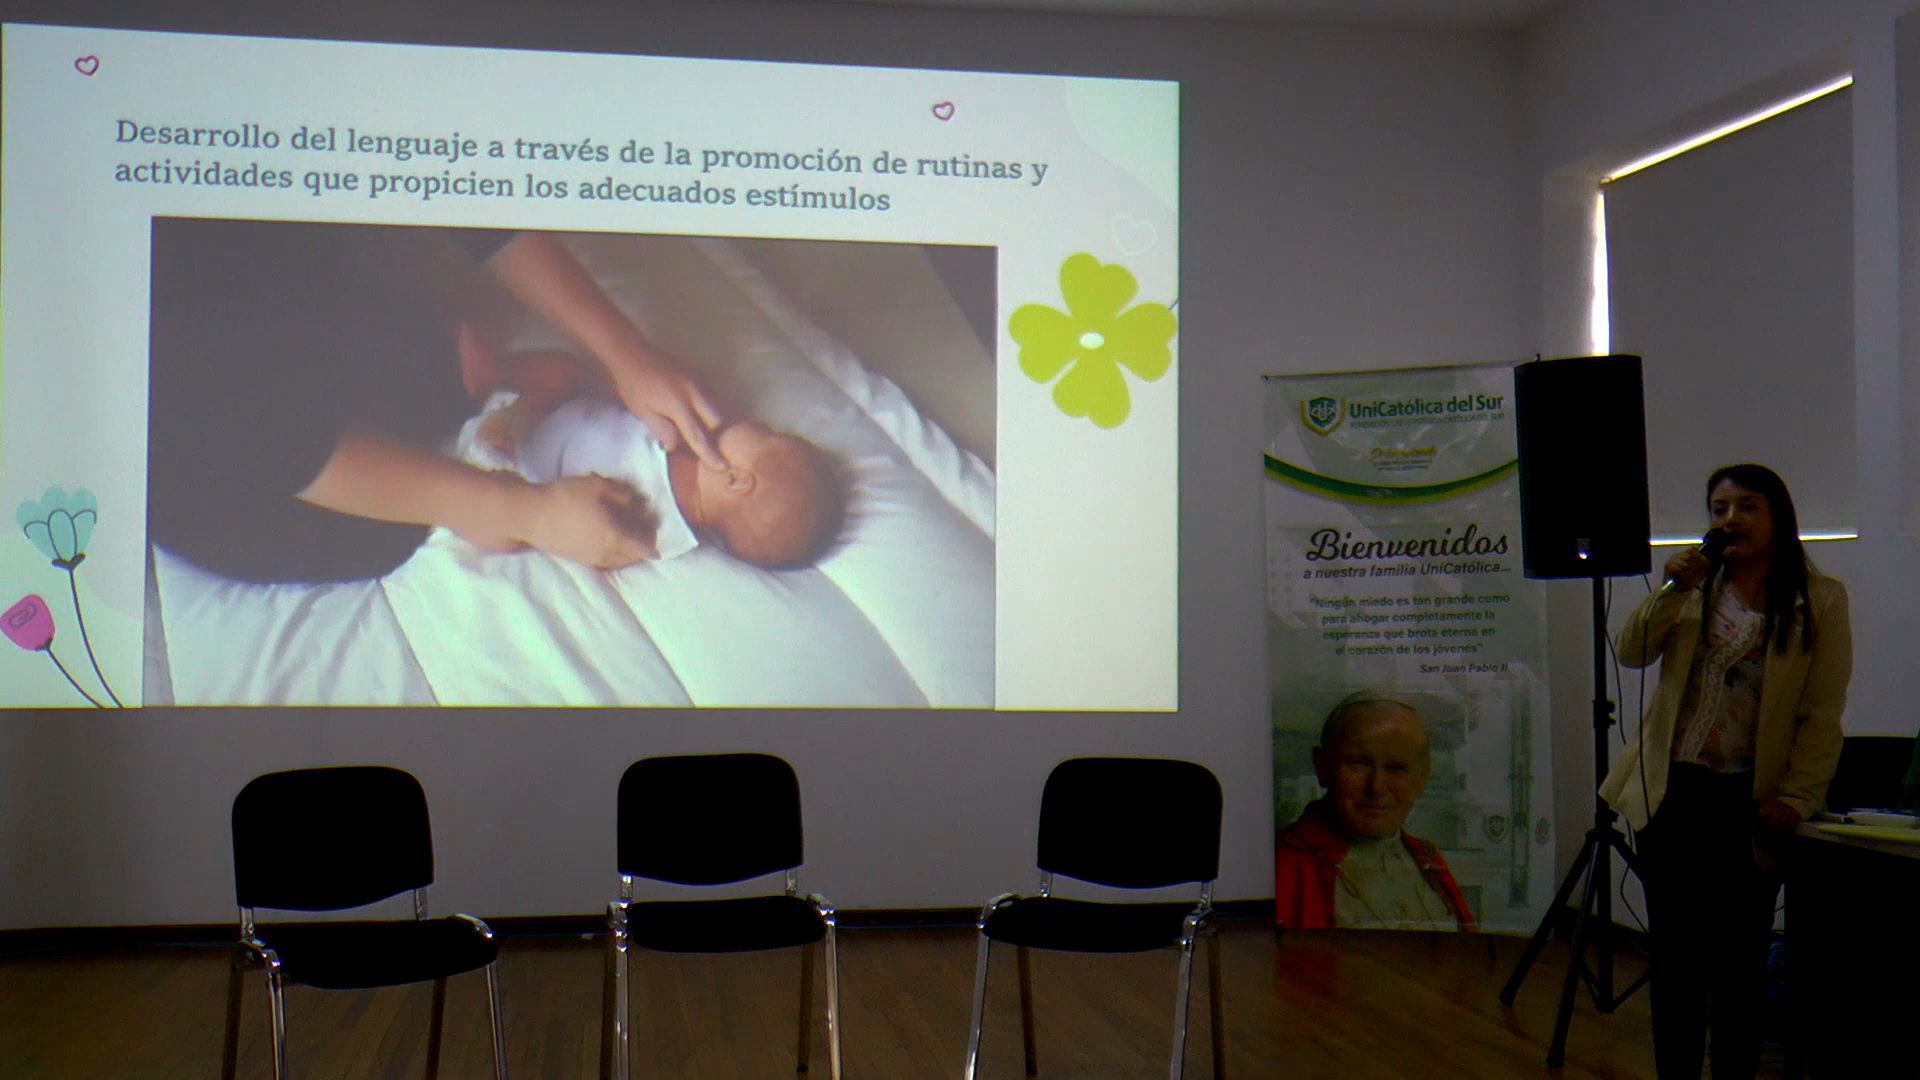 Desarrollo del lenguaje a través de la promoción de rutinas y
actividades que propicien los adecuados estímulos
UniCatólica del Sur
Bienvenidos
a nuestra familia UniCatólica...
"Ningún miedo es tan grande como
para ahogar completamente la
esperanza que brota eterna en
el corazón de los jóvenes"
San Juan Pablo II